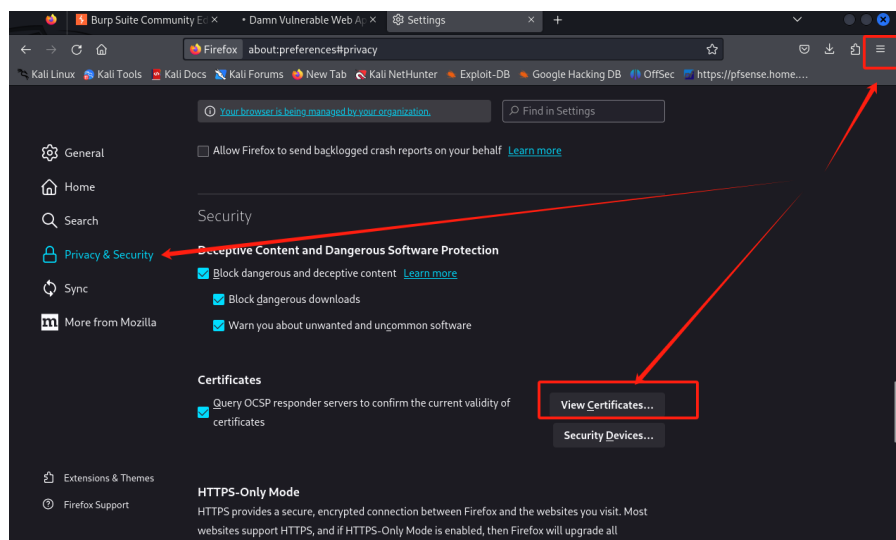 Burp Suite Community Ed
Damn Vulnerable Web Ap
Settings
Firefox about:preferences#privacy
Kali Linux Kali Tools Kali Docs Kali Forums New Tab Kali NetHunter Exploit-DB Google Hacking DB OffSec https://pfsense.home....
Your browser is being managed by your organization.
Find in Settings
General
Allow Firefox to send backlogged crash reports on your behalf Learn more
Home
Search
Security
Privacy & Security
Deceptive Content and Dangerous Software Protection
Block dangerous and deceptive content Learn more
Sync
Block dangerous downloads
m More from Mozilla
Warn you about unwanted and uncommon software
Certificates
Query OCSP responder servers to confirm the current validity of
certificates
View Certificates...
Security Devices...
Extensions & Themes
HTTPS-Only Mode
Firefox Support
HTTPS provides a secure, encrypted connection between Firefox and the websites you visit. Most
websites support HTTPS, and if HTTPS-Only Mode is enabled, then Firefox will upgrade all